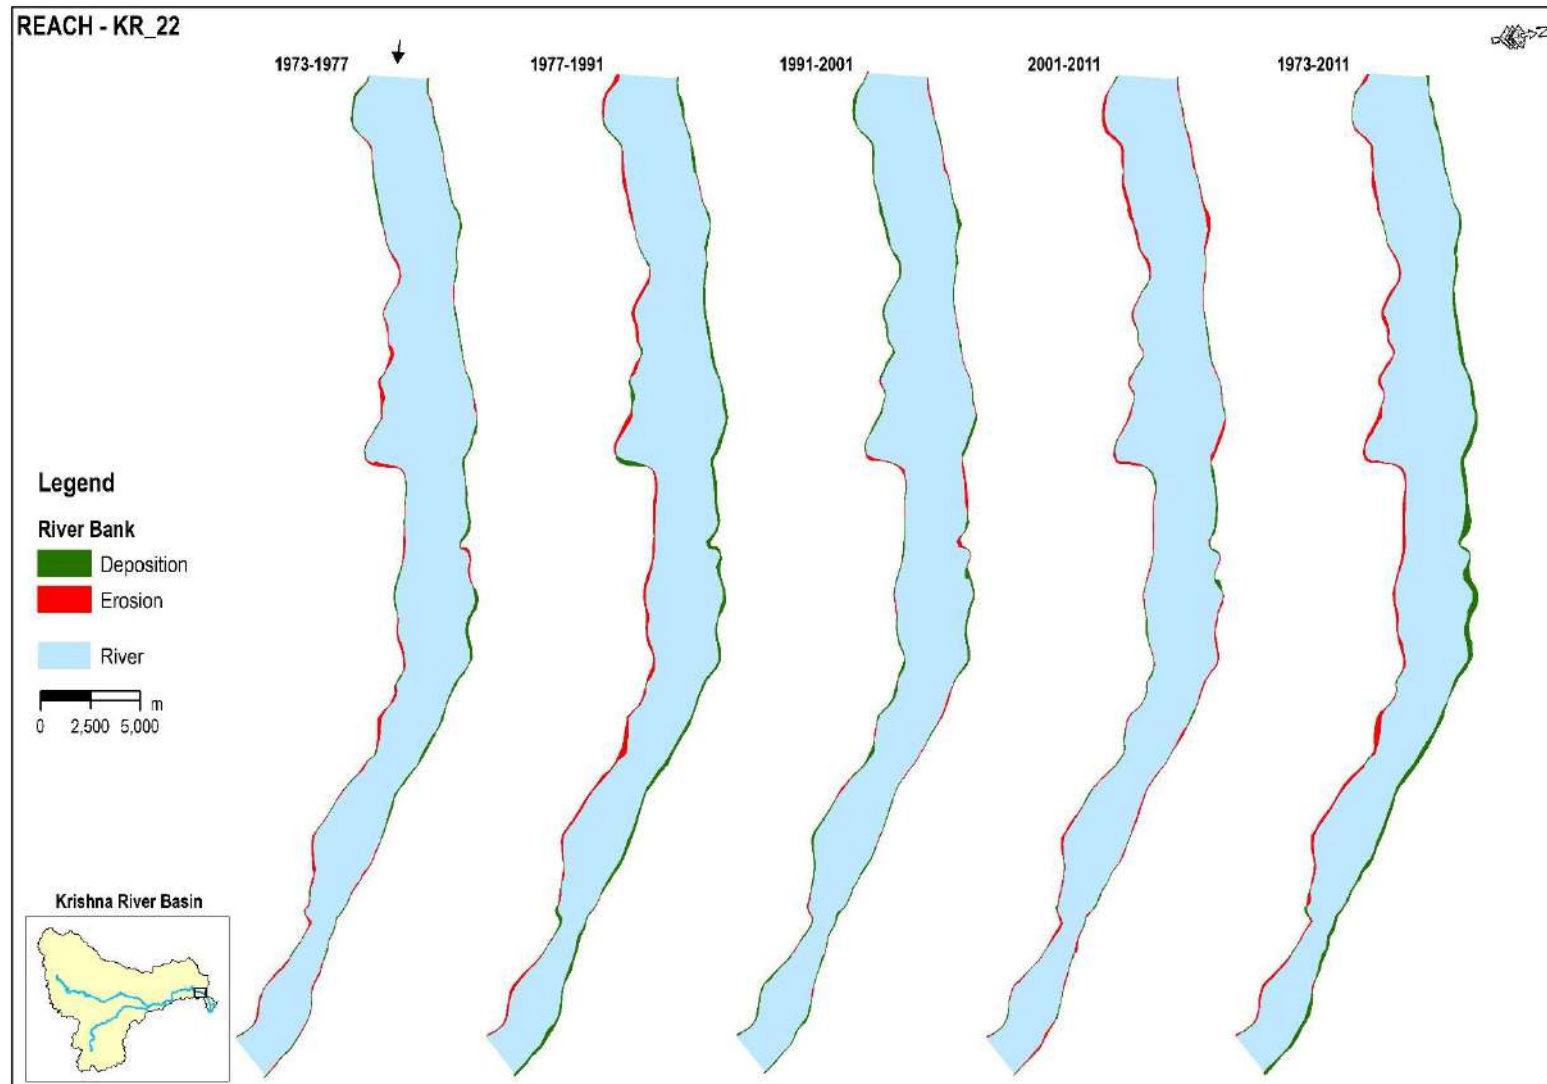 REACH - KR_22
1973-1977
1977-1991
1991-2001
2001-2011
1973-2011
Legend
River Bank
Deposition
Erosion
River
m
0 2,500 5,000
Krishna River Basin